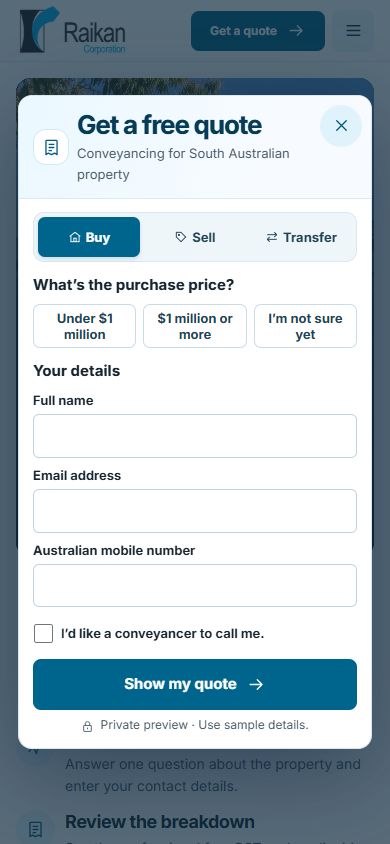 Raikan
Corporation
Get a quote
Get a free quote
Conveyancing for South Australian
property
Buy
Sell
Transfer
What's the purchase price?
Under $1
million
$1 million or
more
I'm not sure
yet
Your details
Full name
Email address
Australian mobile number
I'd like a conveyancer to call me.
Show my quote
Private preview · Use sample details.
Answer one question about the property and
enter your contact details.
Review the breakdown